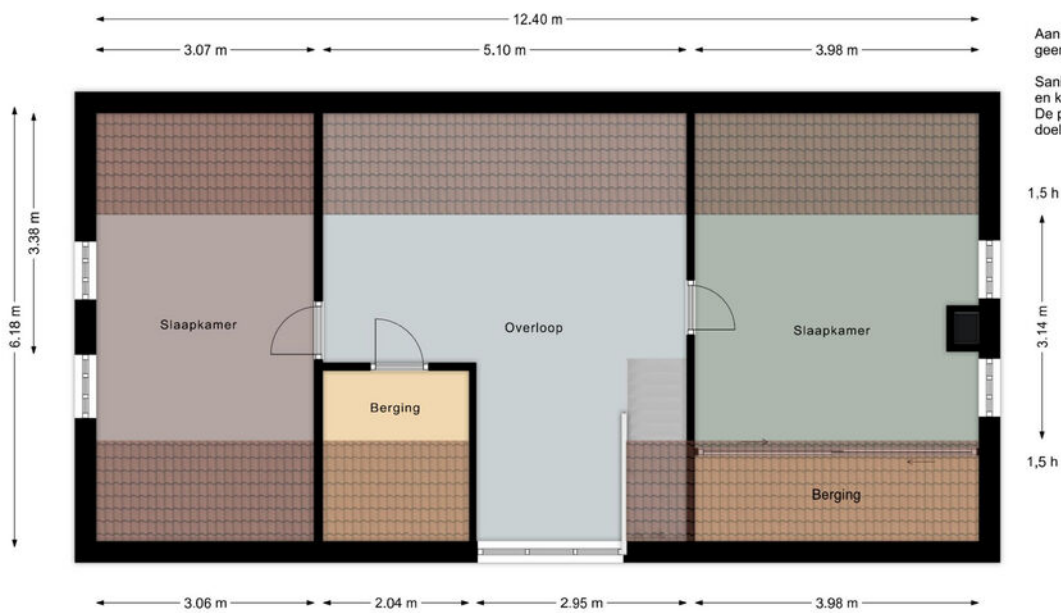 12.40 m
3.07 m
5.10 m
3.98 m
Aan
geen
Sani
en k
De p
doel
1,5 h
3.38 m
6.18 m
3.14 m
Slaapkamer
Overloop
Slaapkamer
Berging
1,5 h
Berging
3.06 m
2.04 m
2.95 m
3.98 m